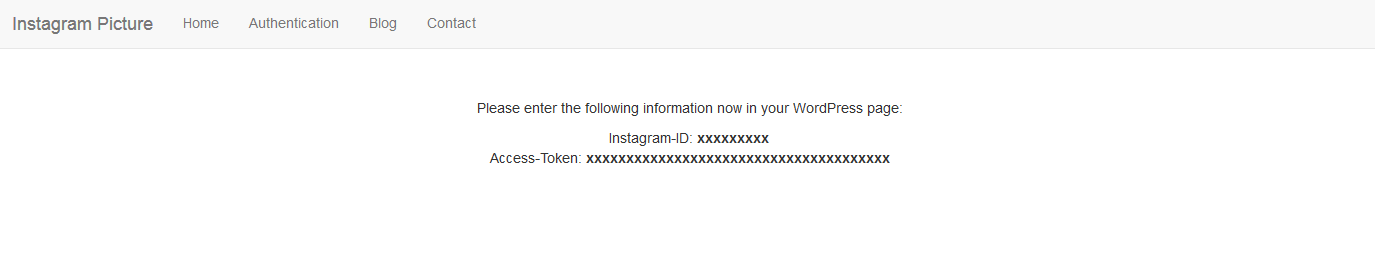 Instagram Picture Home Authentication Blog Contact
Please enter the following information now in your WordPress page:
Instagram-ID: xxxxxxxxx
Access-Token: xxxxxxxxxxxxxxxxxxxxxxxxxxxxxxxxxxxxxx